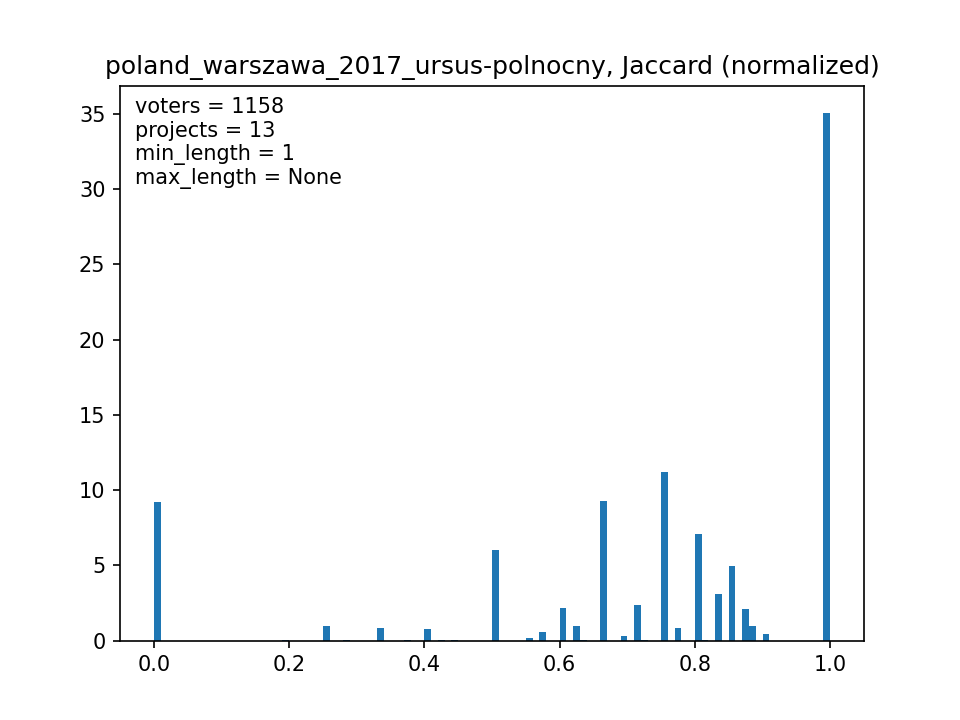 poland_warszawa_2017_ursus-polnocny, Jaccard (normalized)
voters = 1158
projects = 13
min_length = 1
max_length = None
35
30
25
20
15
10
5
0
0.0 0.2 0.4 0.6 0.8 1.0